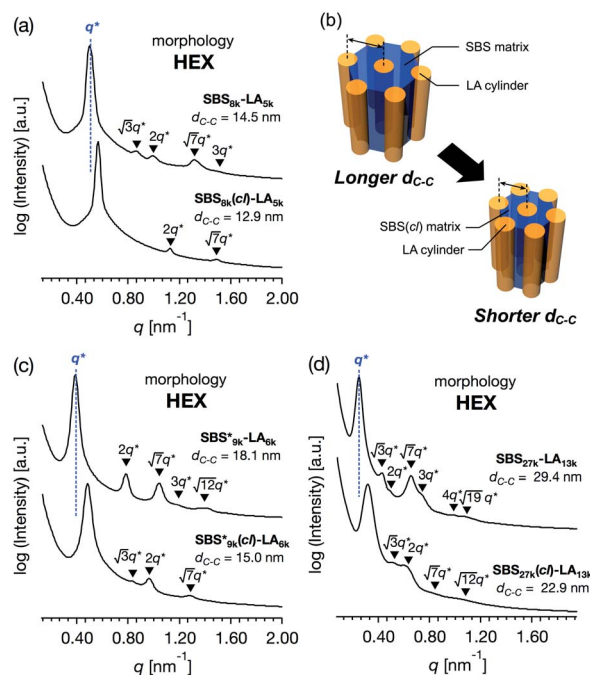 (a)
q*
morphology
HEX
SBS8k-LA5k
dC-C = 14.5 nm
√3q* 2q* √7q* 3q*
SBS8k(cl)-LA5k
dC-C = 12.9 nm
2q* √7q*
log (Intensity) [a.u.]
0.40 0.80 1.20 1.60 2.00
q [nm⁻¹]
(b)
SBS matrix
LA cylinder
Longer dC-C
SBS(cl) matrix
LA cylinder
Shorter dC-C
(c)
q*
morphology
HEX
SBS*9k-LA6k
dC-C = 18.1 nm
2q* √7q* 3q* √12q*
SBS*9k(cl)-LA6k
dC-C = 15.0 nm
√3q* 2q* √7q*
log (Intensity) [a.u.]
0.40 0.80 1.20 1.60 2.00
q [nm⁻¹]
(d)
q*
morphology
HEX
√3q* 2q* √7q* 3q*
SBS27k-LA13k
dC-C = 29.4 nm
4q* √19 q*
SBS27k(cl)-LA13k
dC-C = 22.9 nm
√3q* 2q* √7q* √12q*
log (Intensity) [a.u.]
0.40 0.80 1.20 1.60
q [nm⁻¹]